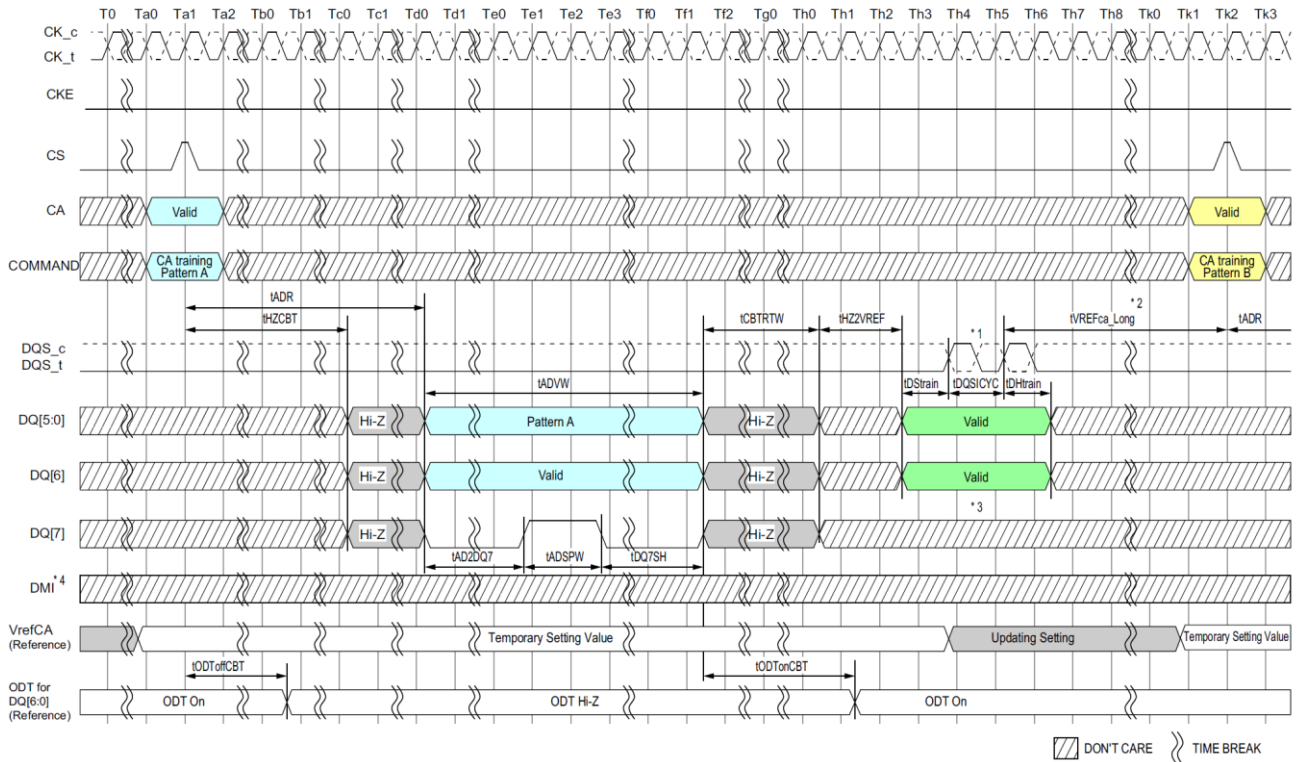 T0 Ta0 Ta1 Ta2 Tb0 Tb1 Tc0 Tc1 Td0 Td1 Te0 Te1 Te2 Te3 Tf0 Tf1 Tf2 Tg0 Th0 Th1 Th2 Th3 Th4 Th5 Th6 Th7 Th8 Tk0 Tk1 Tk2 Tk3
CK_c
CK_t
CKE
CS
CA Valid Valid
COMMAND CA training Pattern A CA training Pattern B
tADR * 2
tHZCBT tCBTRTW tHZ2VREF tVREFca_Long tADR
DQS_c * 1
DQS_t
tADVW tDStrain tDQSICYC tDHtrain
DQ[5:0] Hi-Z Pattern A Hi-Z Valid
DQ[6] Hi-Z Valid Hi-Z Valid
* 3
DQ[7] Hi-Z Hi-Z
tAD2DQ7 tADSPW tDQ7SH
DMI * 4
VrefCA
(Reference) Temporary Setting Value Updating Setting Temporary Setting Value
tODToffCBT tODTonCBT
ODT for
DQ[6:0]
(Reference) ODT On ODT Hi-Z ODT On
DON'T CARE TIME BREAK